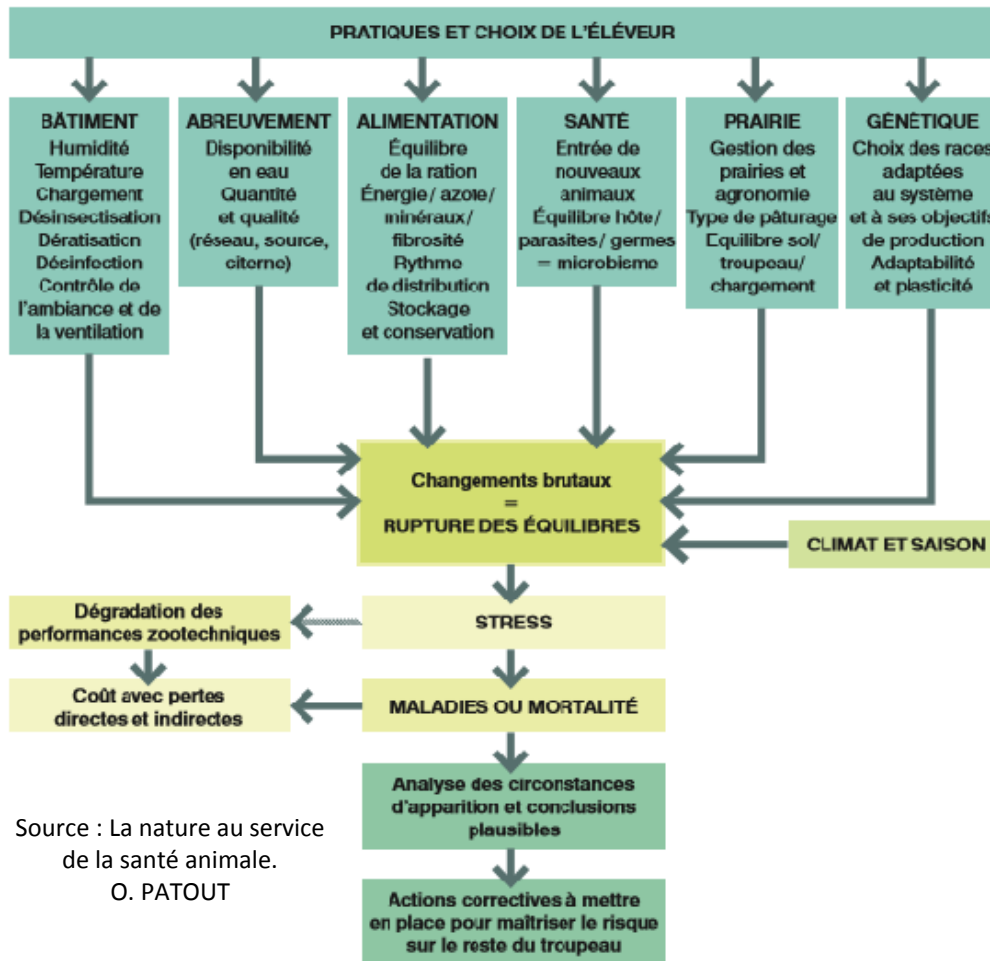 PRATIQUES ET CHOIX DE L'ÉLÉVEUR
BÂTIMENT
Humidité
Température
Chargement
Désinsectisation
Dératisation
Désinfection
Contrôle de
l'ambiance et de
la ventilation
ABREUVEMENT
Disponibilité
en eau
Quantité
et qualité
(réseau, source,
citerne)
ALIMENTATION
Équilibre
de la ration
Énergie/ azote/
minéraux/
fibrosité
Rythme
de distribution
Stockage
et conservation
SANTÉ
Entrée de
nouveaux
animaux
Équilibre hôte/
parasites/ germes
= microbisme
PRAIRIE
Gestion des
prairies et
agronomie
Type de pâturage
Equilibre sol/
troupeau/
chargement
GÉNÉTIQUE
Choix des races
adaptées
au système
et à ses objectifs
de production
Adaptabilité
et plasticité
Changements brutaux
=
RUPTURE DES ÉQUILIBRES
CLIMAT ET SAISON
Dégradation des
performances zootechniques
STRESS
Coût avec pertes
directes et indirectes
MALADIES OU MORTALITÉ
Analyse des circonstances
d'apparition et conclusions
plausibles
Source : La nature au service
de la santé animale.
O. PATOUT
Actions correctives à mettre
en place pour maîtriser le risque
sur le reste du troupeau